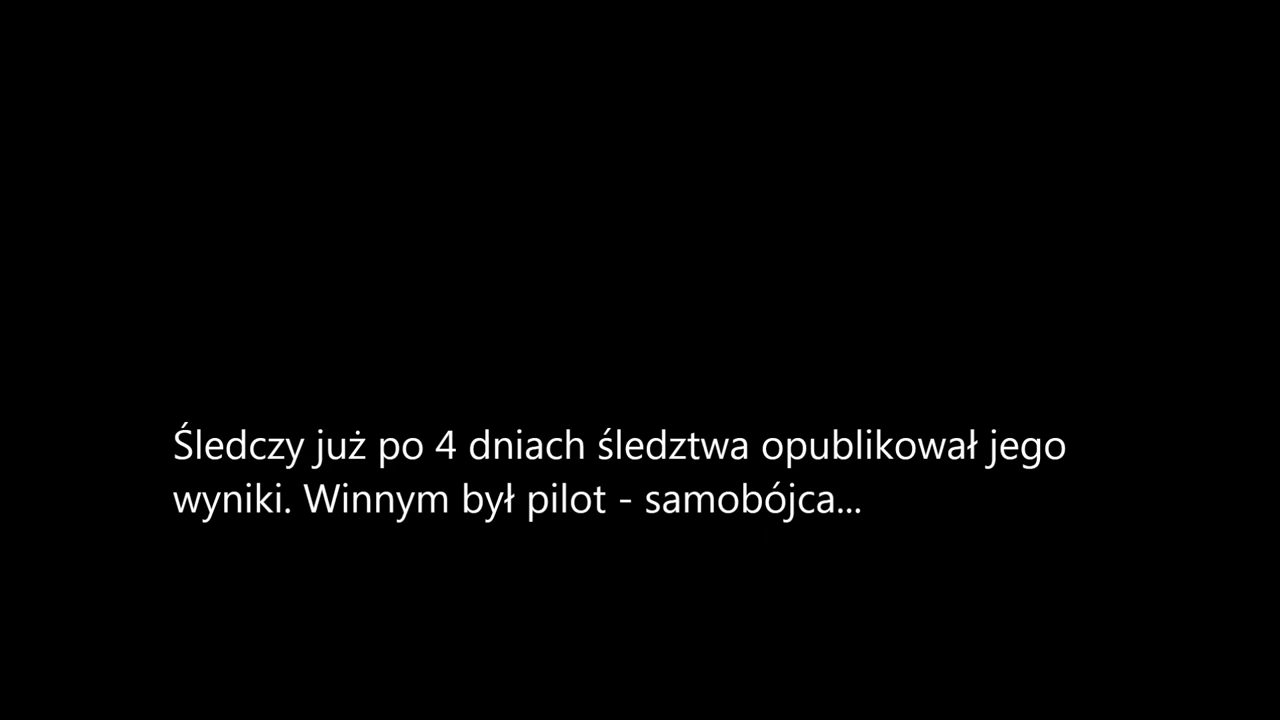 Śledczy już po 4 dniach śledztwa opublikował jego
wyniki. Winnym był pilot - samobójca...